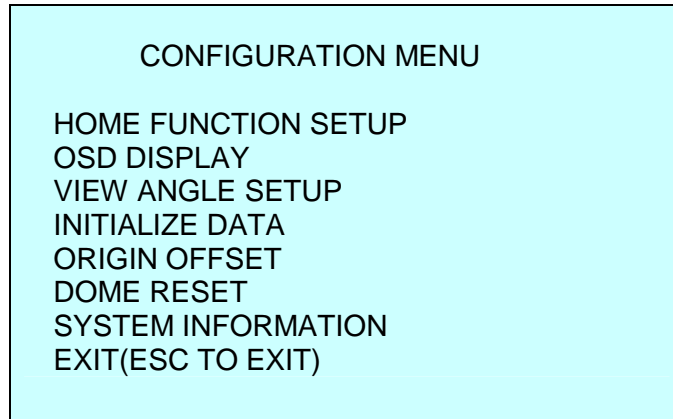 CONFIGURATION MENU
HOME FUNCTION SETUP
OSD DISPLAY
VIEW ANGLE SETUP
INITIALIZE DATA
ORIGIN OFFSET
DOME RESET
SYSTEM INFORMATION
EXIT(ESC TO EXIT)